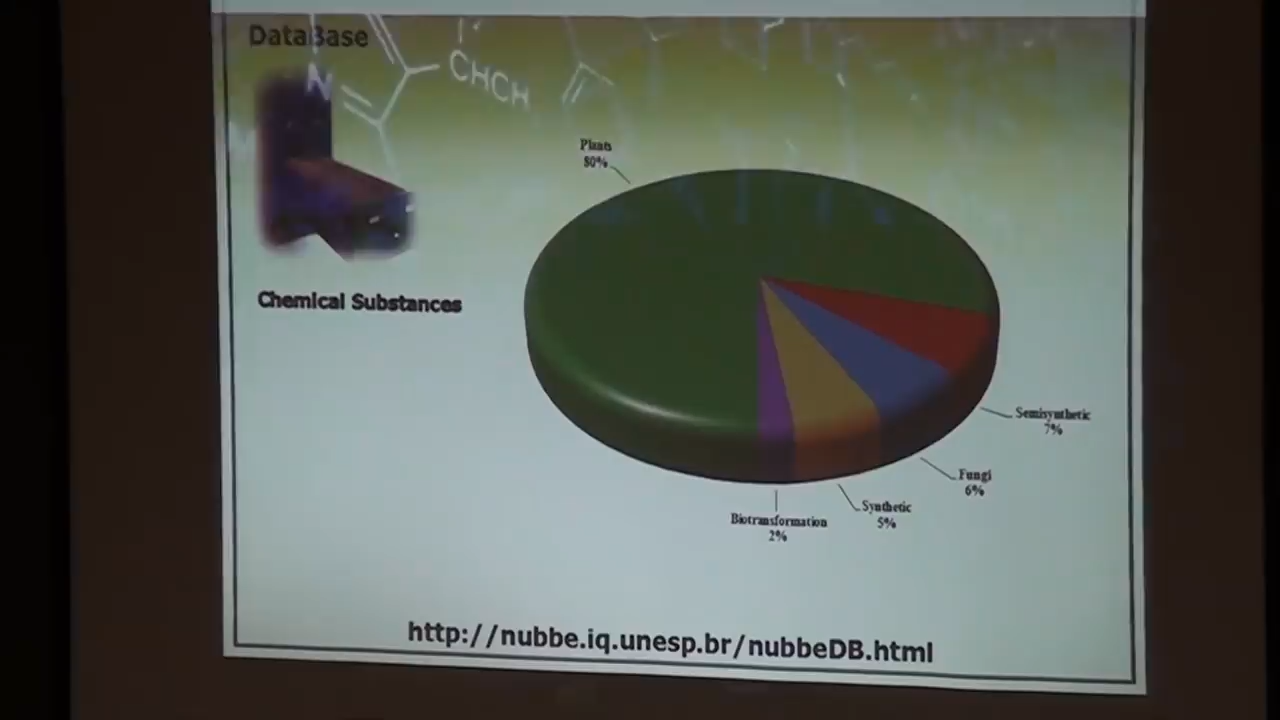 DataBase
N
CHCH
Plants
80%
Chemical Substances
Semisynthetic
7%
Fungi
6%
Synthetic
5%
Biotransformation
2%
http://nubbe.iq.unesp.br/nubbeDB.html